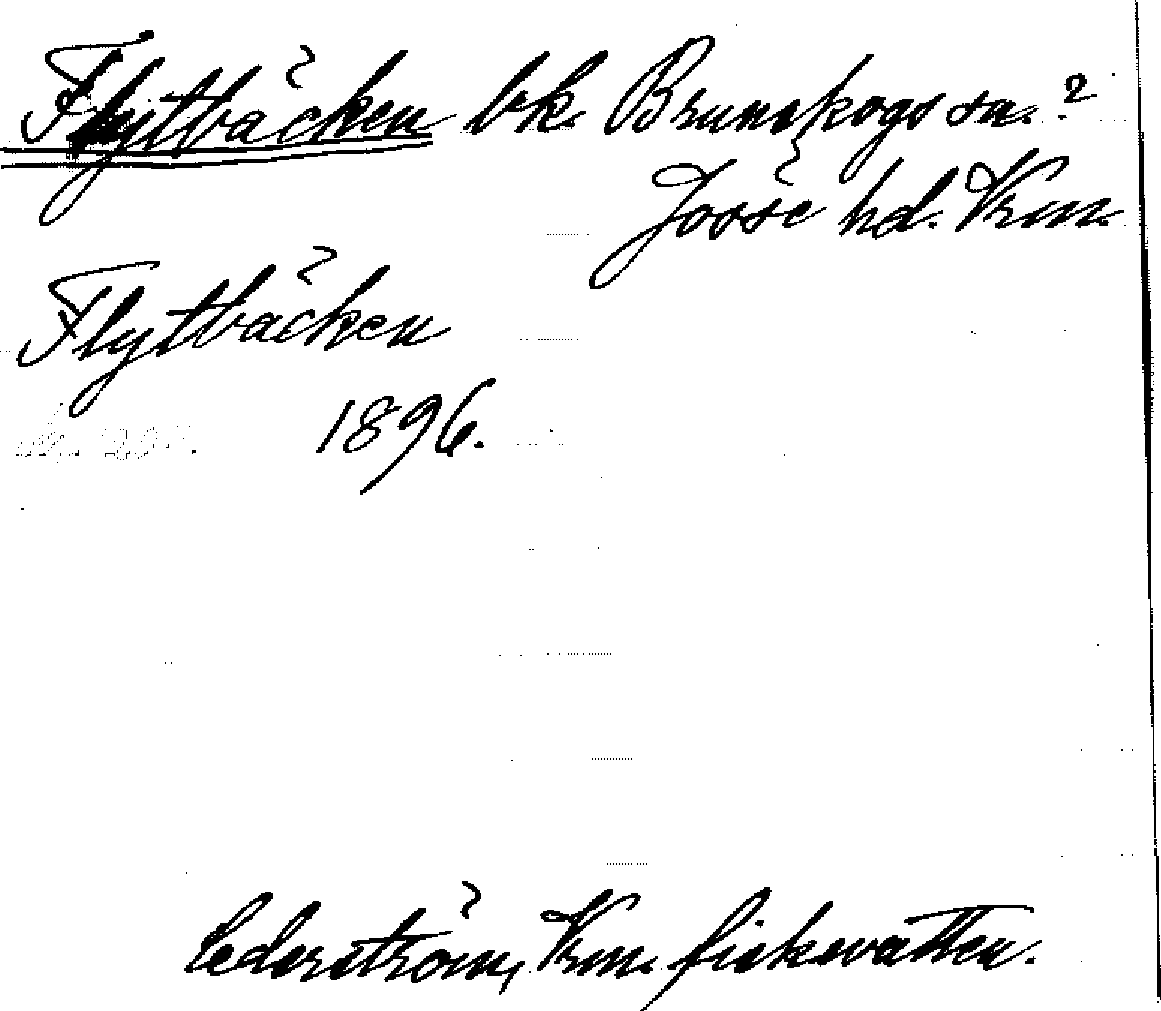 Flytbäcken bk. Brunskogs sn.?
Jösse hd. Vrm.
Flytbäcken
1896.
Cederström, Vrm. fiskevatten.